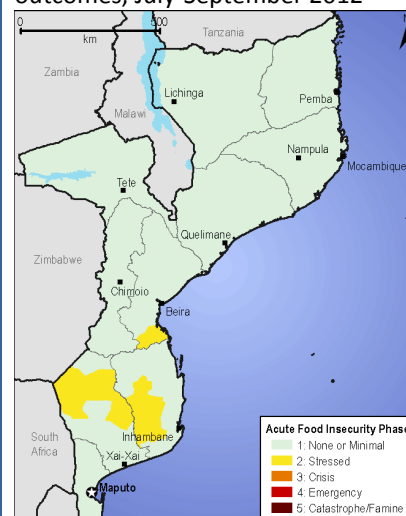 outcomes, July-September 2012
0 500
km
Tanzania
Zambia
Lichinga
Pemba
Malawi
Nampula
Mocambique
Tete
Quelimane
Zimbabwe
Chimoio
Beira
South
Africa
Inhambane
Xai-Xai
Maputo
Acute Food Insecurity Phase
1: None or Minimal
2: Stressed
3: Crisis
4: Emergency
5: Catastrophe/Famine